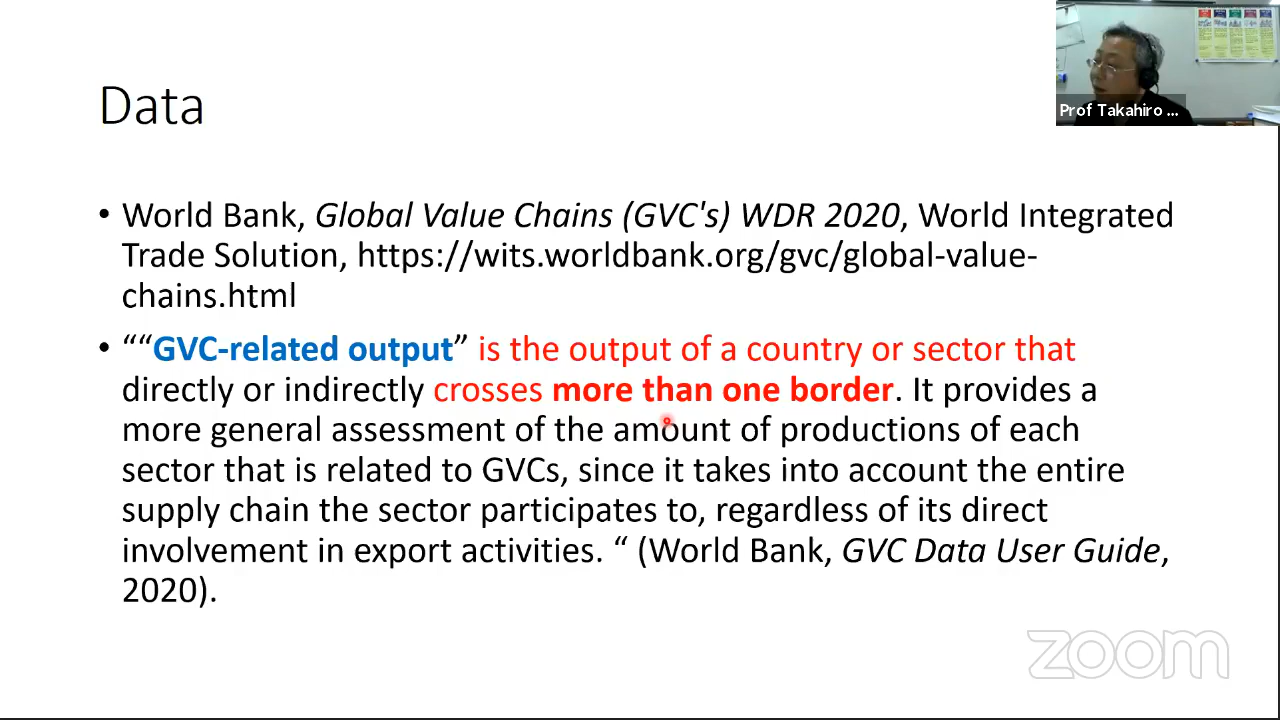 Prof Takahiro ...
Data
• World Bank, Global Value Chains (GVC's) WDR 2020, World Integrated
Trade Solution, https://wits.worldbank.org/gvc/global-value-
chains.html
• ““GVC-related output” is the output of a country or sector that
directly or indirectly crosses more than one border. It provides a
more general assessment of the amount of productions of each
sector that is related to GVCs, since it takes into account the entire
supply chain the sector participates to, regardless of its direct
involvement in export activities. “ (World Bank, GVC Data User Guide,
2020).
zoom